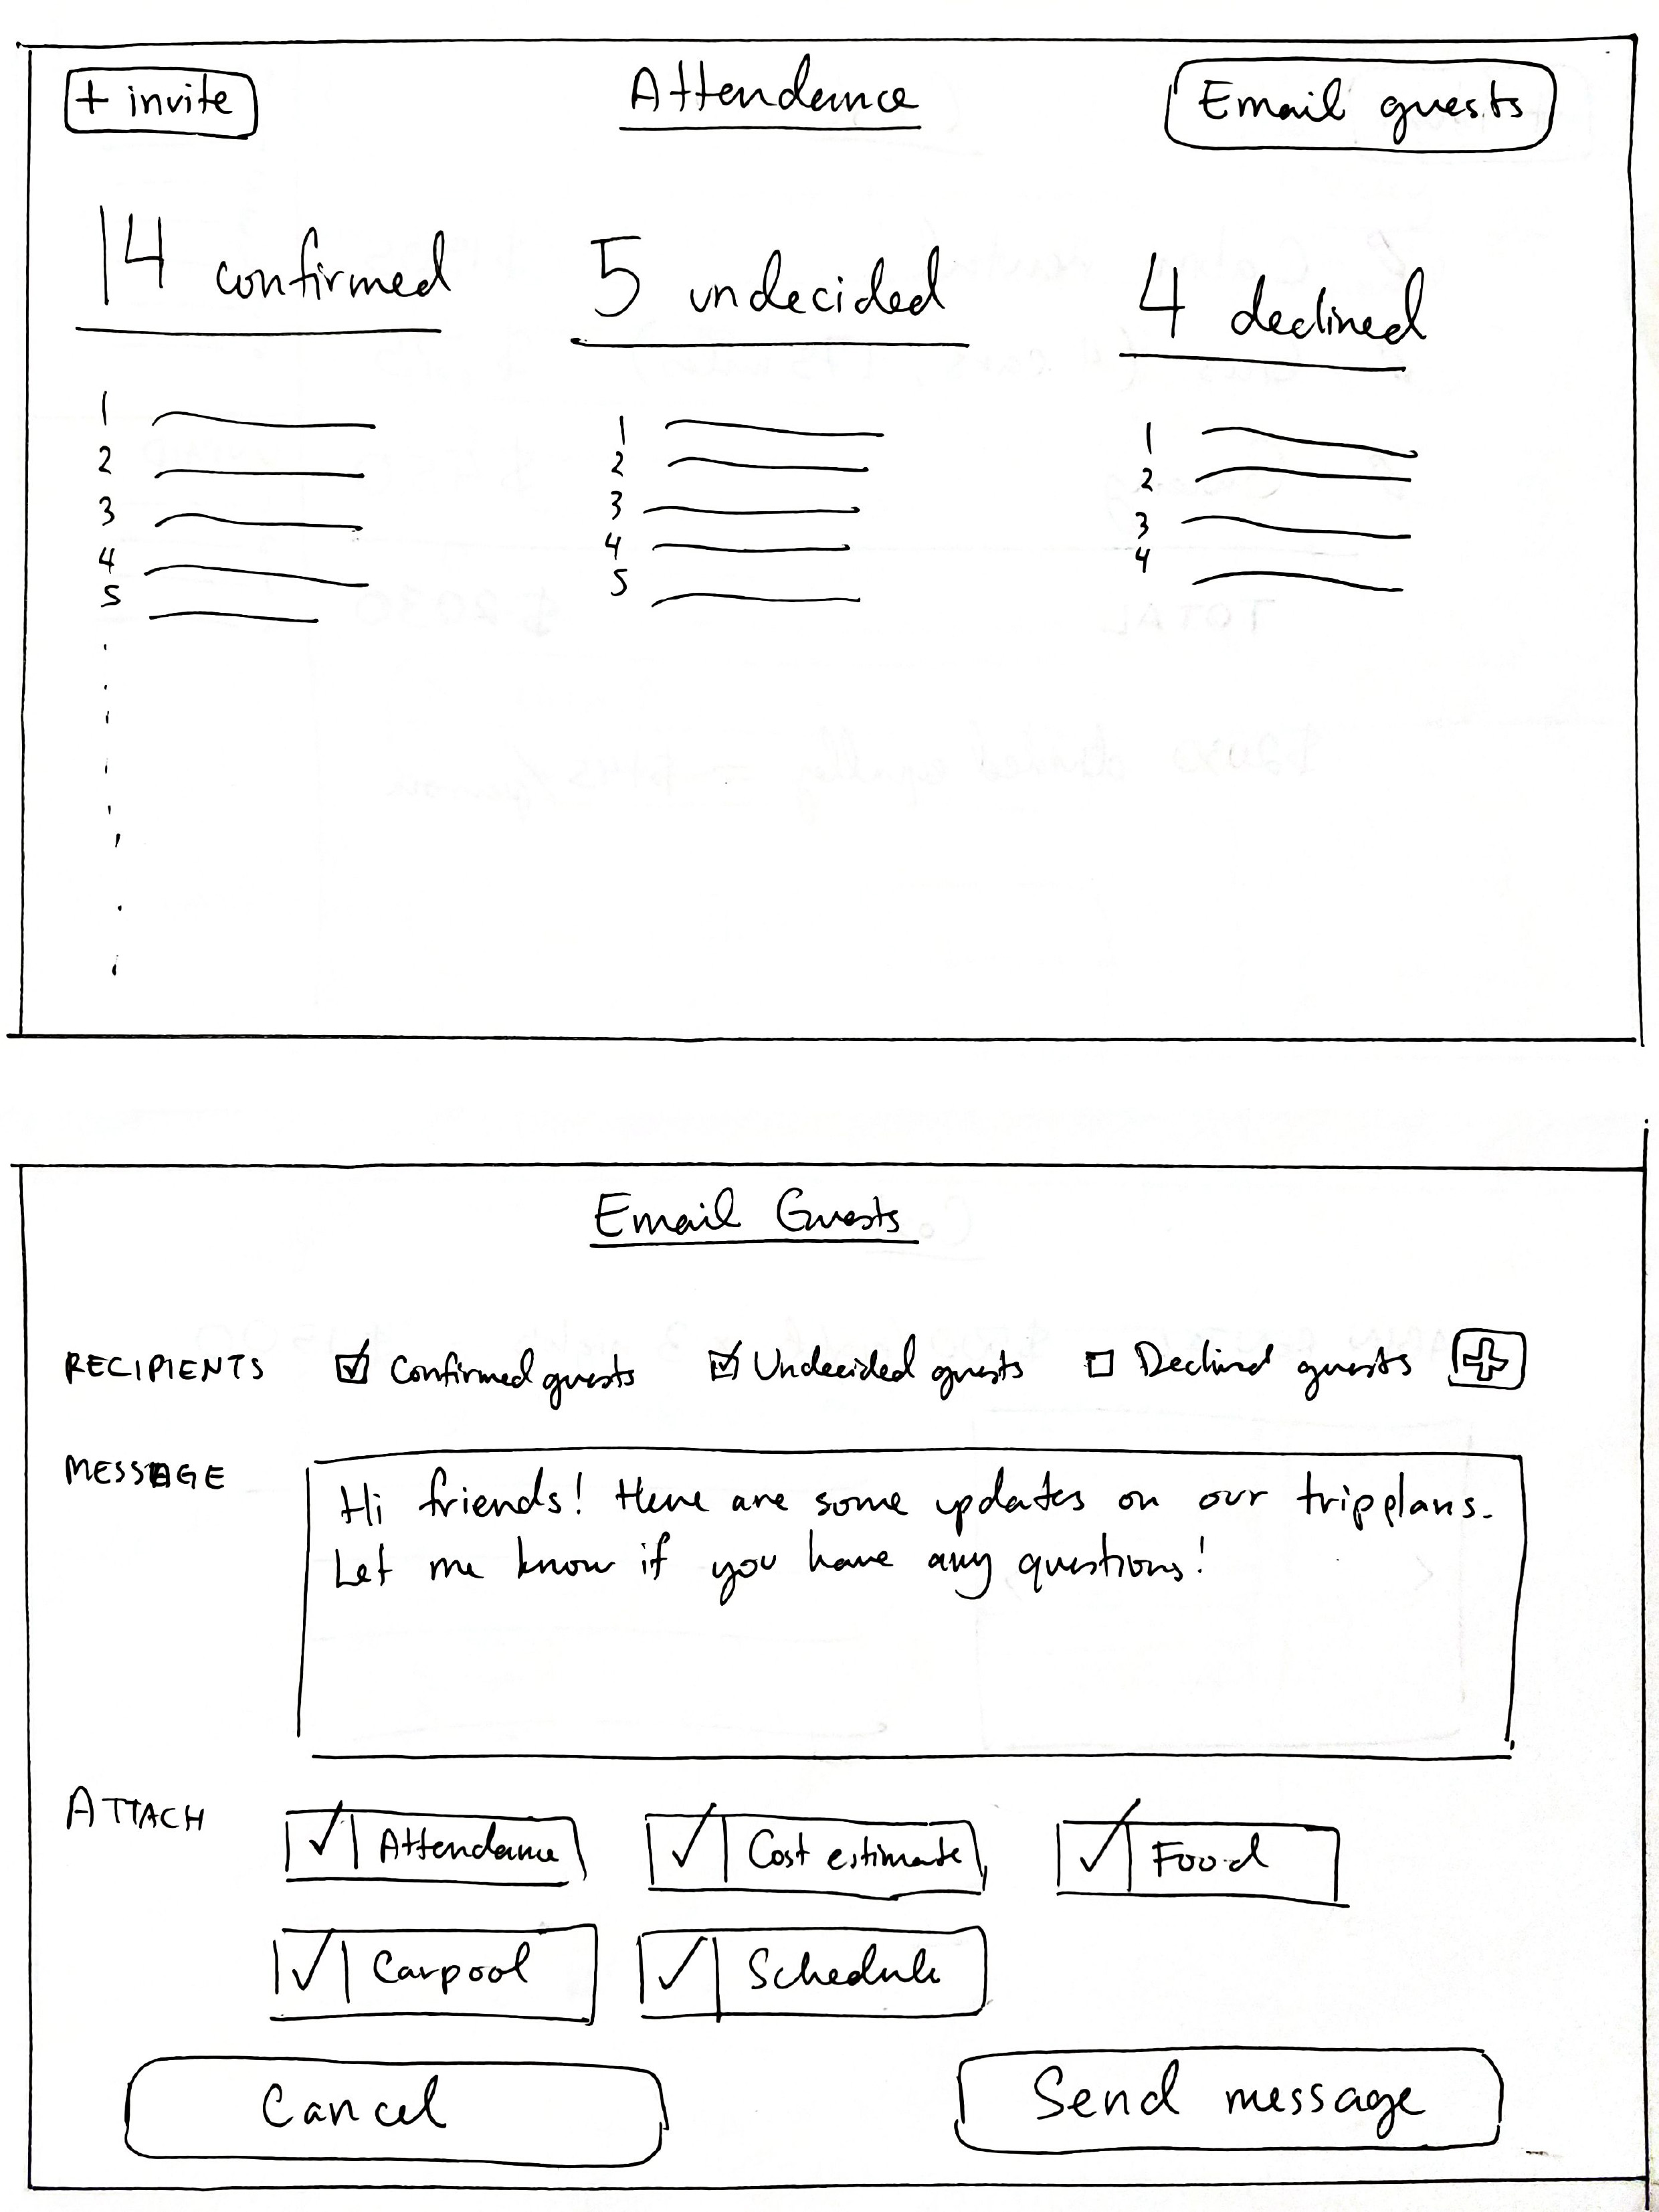 + invite
Attendance
Email guests
14 confirmed
5 undecided
4 declined
1
2
3
4
5
1
2
3
4
5
1
2
3
4
Email Guests
RECIPIENTS
Confirmed guests
Undecided guests
Declined guests
+
MESSAGE
Hi friends! Here are some updates on our trip plans.
Let me know if you have any questions!
ATTACH
Attendance
Cost estimate
Food
Carpool
Schedule
Cancel
Send message